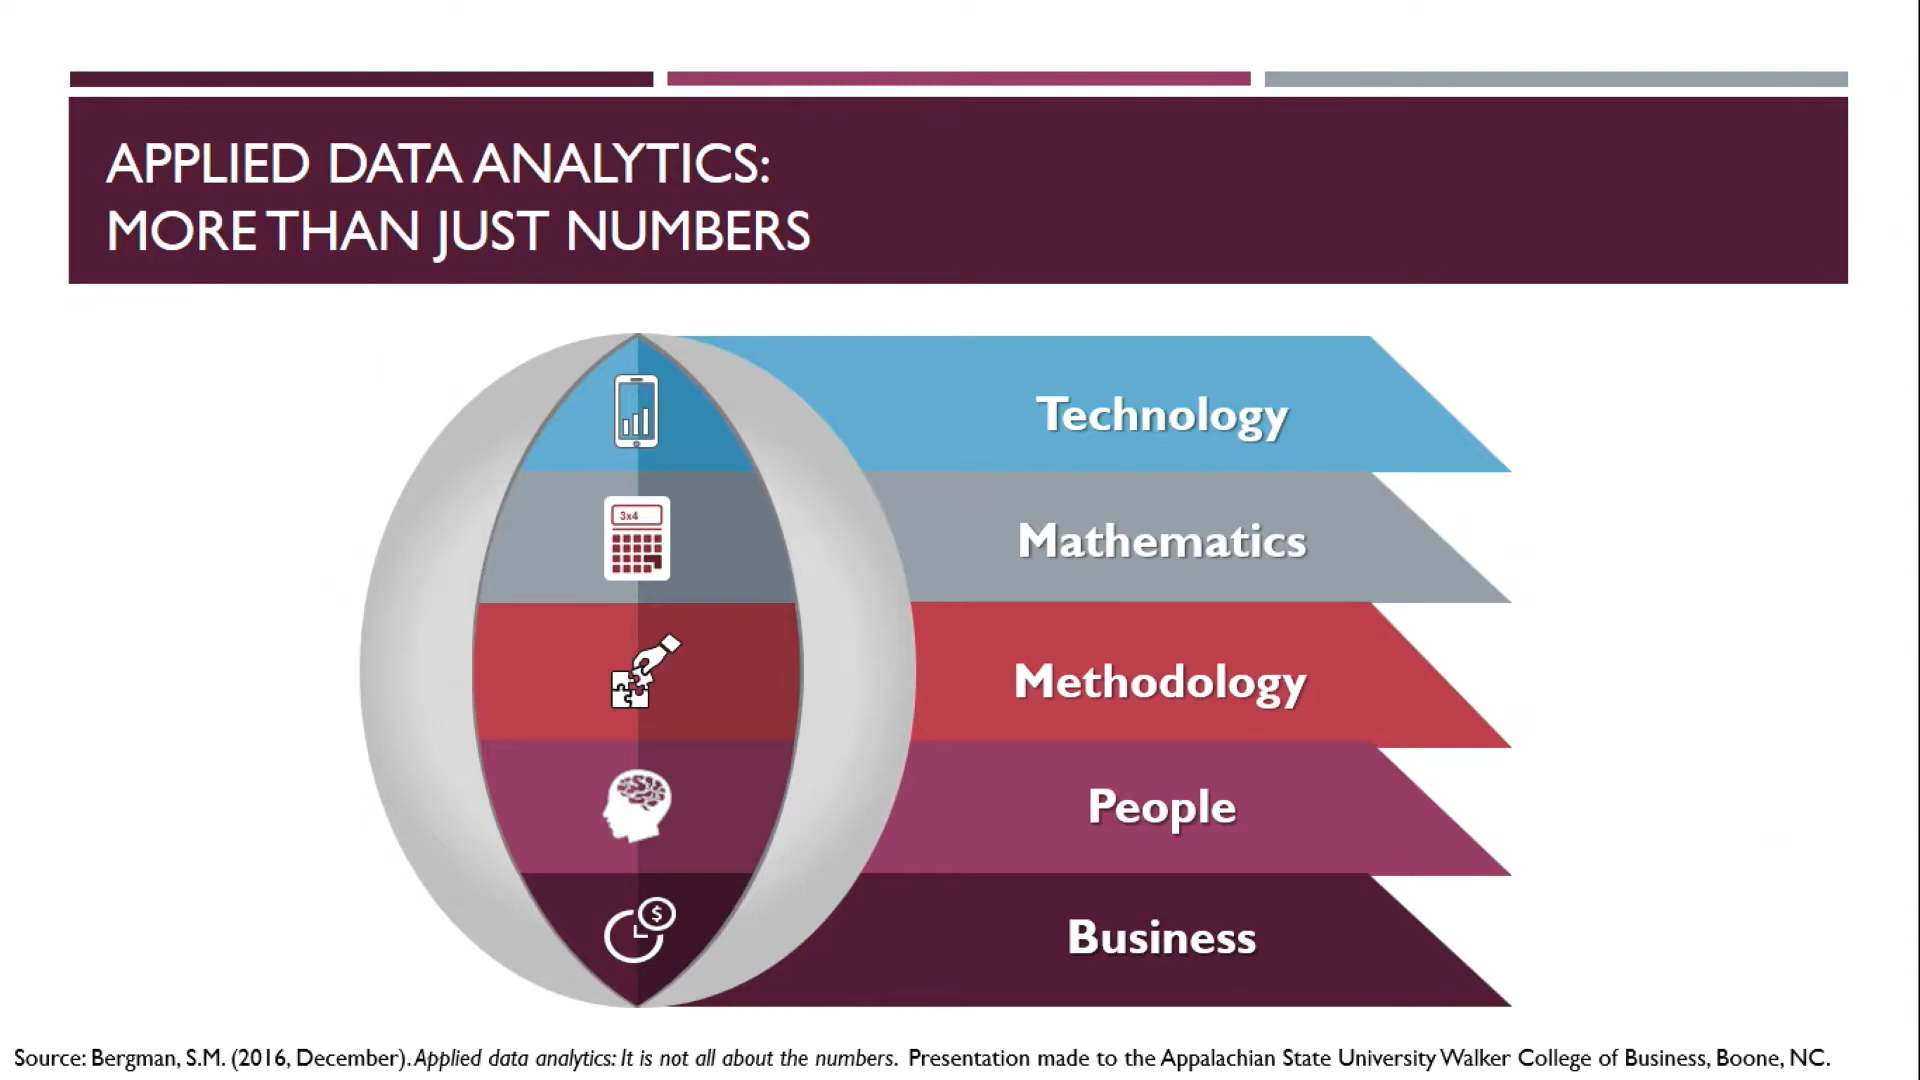 APPLIED DATA ANALYTICS:
MORE THAN JUST NUMBERS
Technology
3x4
Mathematics
Methodology
People
$
Business
Source: Bergman, S.M. (2016, December). Applied data analytics: It is not all about the numbers. Presentation made to the Appalachian State University Walker College of Business, Boone, NC.